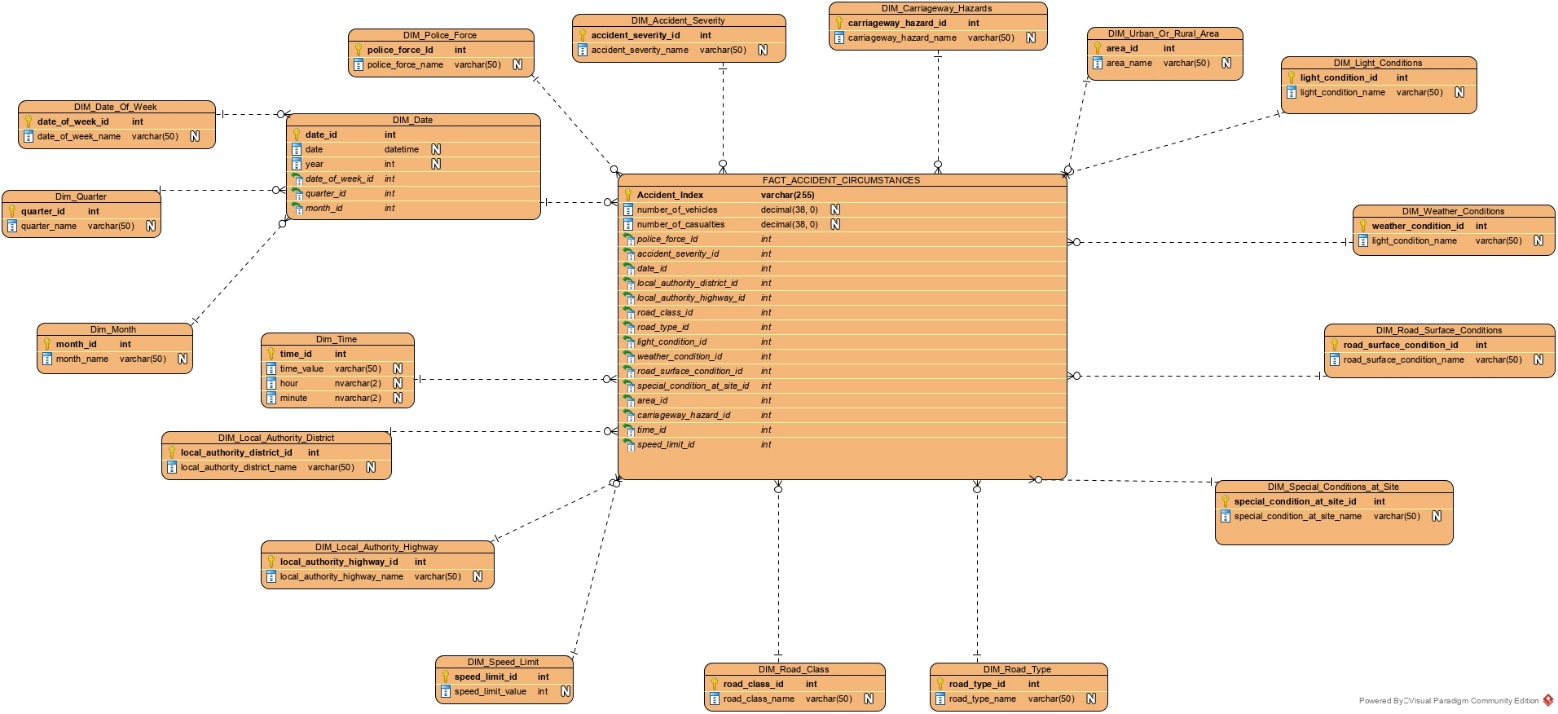 DIM_Police_Force
police_force_Id int
police_force_name varchar(50) N
DIM_Accident_Severity
accident_severity_id int
accident_severity_name varchar(50) N
DIM_Carriageway_Hazards
carriageway_hazard_id int
carriageway_hazard_name varchar(50) N
DIM_Urban_Or_Rural_Area
area_id int
area_name varchar(50) N
DIM_Light_Conditions
light_condition_id int
light_condition_name varchar(50) N
DIM_Date_Of_Week
date_of_week_id int
date_of_week_name varchar(50) N
DIM_Date
date_id int
date datetime N
year int N
date_of_week_id int
quarter_id int
month_id int
Dim_Quarter
quarter_id int
quarter_name varchar(50) N
FACT_ACCIDENT_CIRCUMSTANCES
Accident_Index varchar(255)
number_of_vehicles decimal(38, 0) N
number_of_casualties decimal(38, 0) N
police_force_Id int
accident_severity_id int
date_id int
local_authority_district_id int
local_authority_highway_id int
road_class_id int
road_type_id int
light_condition_id int
weather_condition_id int
road_surface_condition_id int
special_condition_at_site_id int
area_id int
carriageway_hazard_id int
time_id int
speed_limit_id int
DIM_Weather_Conditions
weather_condition_id int
light_condition_name varchar(50) N
Dim_Month
month_id int
month_name varchar(50) N
Dim_Time
time_id int
time_value varchar(50) N
hour nvarchar(2) N
minute nvarchar(2) N
DIM_Road_Surface_Conditions
road_surface_condition_id int
road_surface_condition_name varchar(50) N
DIM_Local_Authority_District
local_authority_district_id int
local_authority_district_name varchar(50) N
DIM_Special_Conditions_at_Site
special_condition_at_site_id int
special_condition_at_site_name varchar(50) N
DIM_Local_Authority_Highway
local_authority_highway_id int
local_authority_highway_name varchar(50) N
DIM_Speed_Limit
speed_limit_id int
speed_limit_value int N
DIM_Road_Class
road_class_id int
road_class_name varchar(50) N
DIM_Road_Type
road_type_id int
road_type_name varchar(50) N
Powered By Visual Paradigm Community Edition